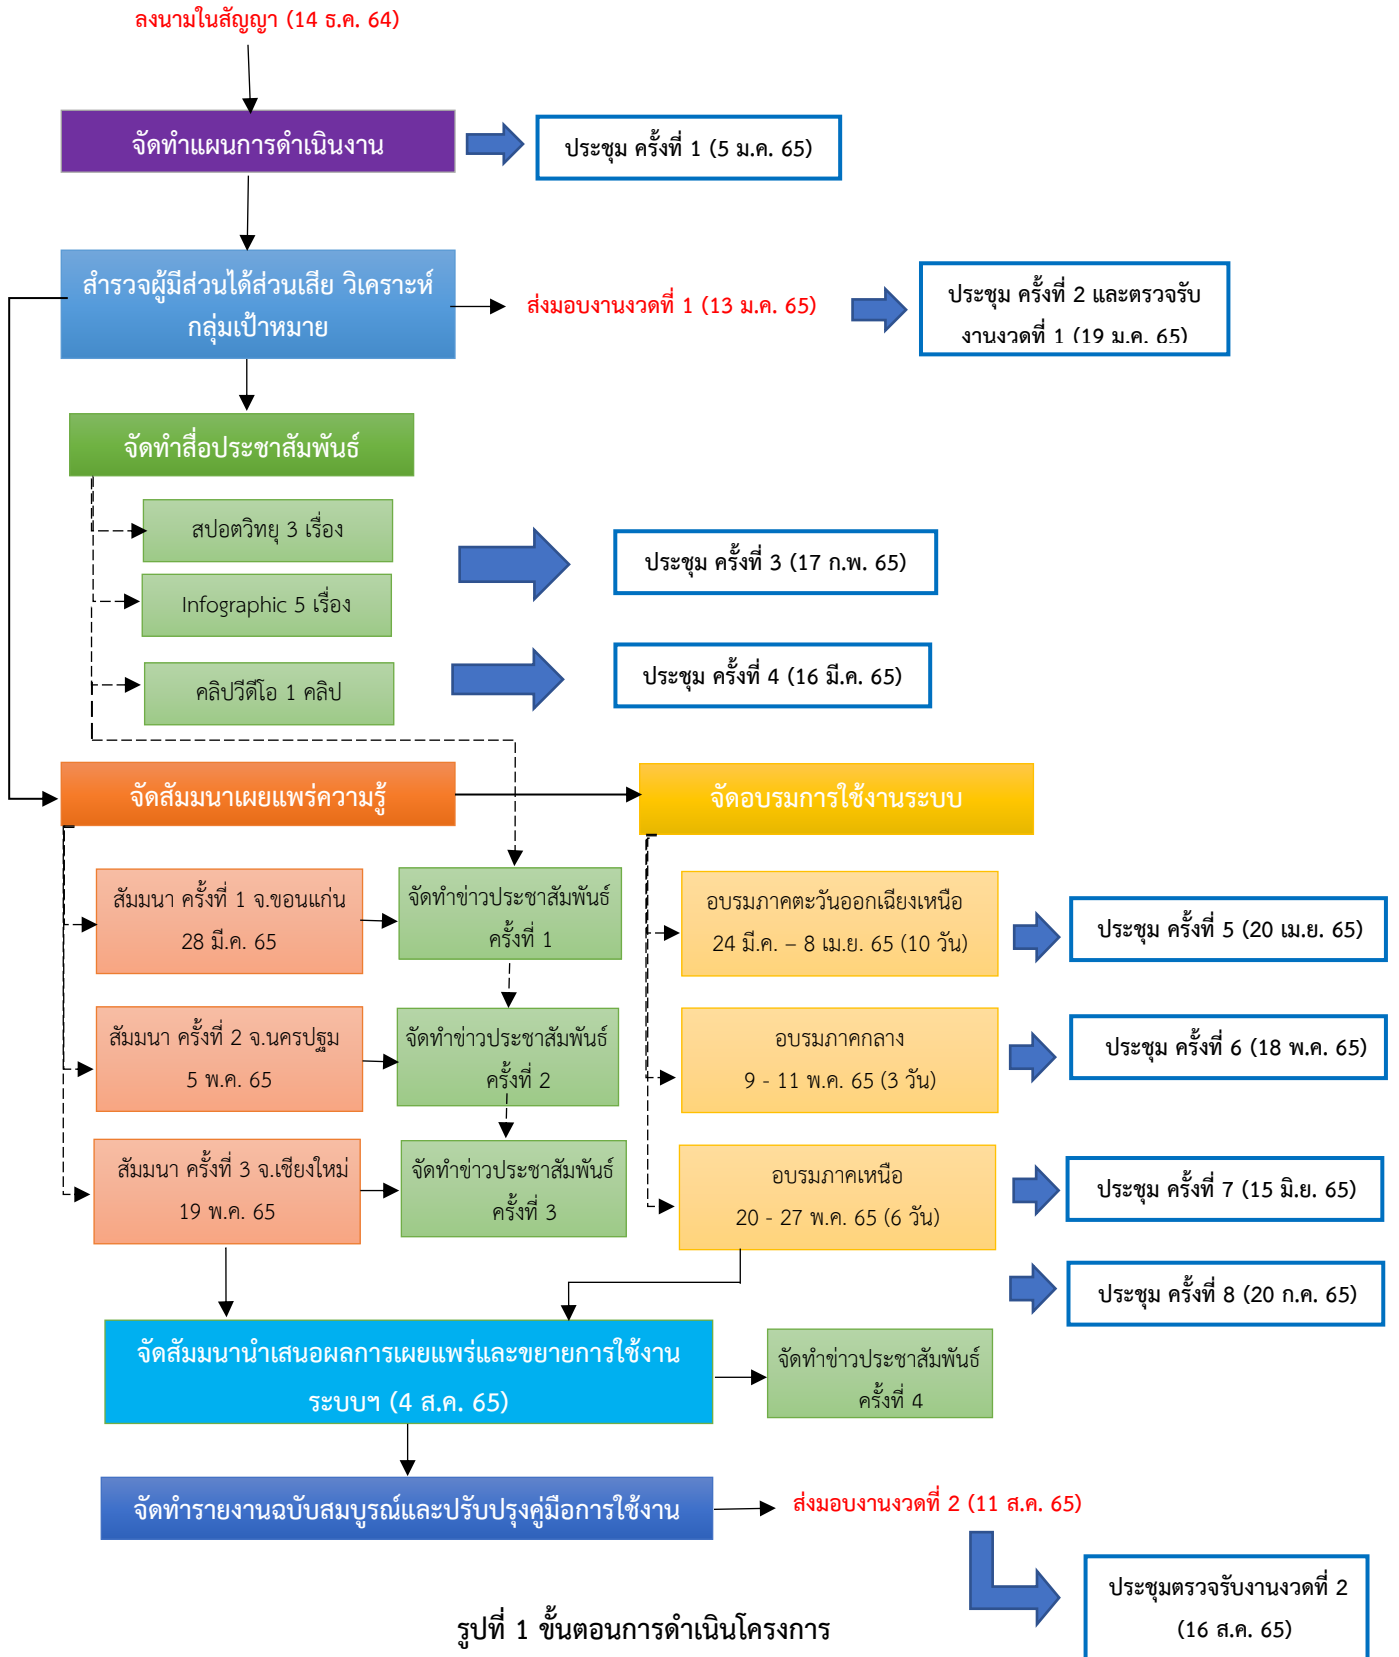 ลงนามในสัญญา (14 ธ.ค. 64)
จัดทำแผนการดำเนินงาน
ประชุม ครั้งที่ 1 (5 ม.ค. 65)
สำรวจผู้มีส่วนได้ส่วนเสีย วิเคราะห์
กลุ่มเป้าหมาย
ส่งมอบงานงวดที่ 1 (13 ม.ค. 65)
ประชุม ครั้งที่ 2 และตรวจรับ
งานงวดที่ 1 (19 ม.ค. 65)
จัดทำสื่อประชาสัมพันธ์
สปอตวิทยุ 3 เรื่อง
Infographic 5 เรื่อง
ประชุม ครั้งที่ 3 (17 ก.พ. 65)
คลิปวีดีโอ 1 คลิป
ประชุม ครั้งที่ 4 (16 มี.ค. 65)
จัดสัมมนาเผยแพร่ความรู้
จัดอบรมการใช้งานระบบ
สัมมนา ครั้งที่ 1 จ.ขอนแก่น
28 มี.ค. 65
จัดทำข่าวประชาสัมพันธ์
ครั้งที่ 1
อบรมภาคตะวันออกเฉียงเหนือ
24 มี.ค. – 8 เม.ย. 65 (10 วัน)
ประชุม ครั้งที่ 5 (20 เม.ย. 65)
สัมมนา ครั้งที่ 2 จ.นครปฐม
5 พ.ค. 65
จัดทำข่าวประชาสัมพันธ์
ครั้งที่ 2
อบรมภาคกลาง
9 - 11 พ.ค. 65 (3 วัน)
ประชุม ครั้งที่ 6 (18 พ.ค. 65)
สัมมนา ครั้งที่ 3 จ.เชียงใหม่
19 พ.ค. 65
จัดทำข่าวประชาสัมพันธ์
ครั้งที่ 3
อบรมภาคเหนือ
20 - 27 พ.ค. 65 (6 วัน)
ประชุม ครั้งที่ 7 (15 มิ.ย. 65)
ประชุม ครั้งที่ 8 (20 ก.ค. 65)
จัดสัมมนานำเสนอผลการเผยแพร่และขยายการใช้งาน
ระบบฯ (4 ส.ค. 65)
จัดทำข่าวประชาสัมพันธ์
ครั้งที่ 4
จัดทำรายงานฉบับสมบูรณ์และปรับปรุงคู่มือการใช้งาน
ส่งมอบงานงวดที่ 2 (11 ส.ค. 65)
ประชุมตรวจรับงานงวดที่ 2
(16 ส.ค. 65)
รูปที่ 1 ขั้นตอนการดำเนินโครงการ